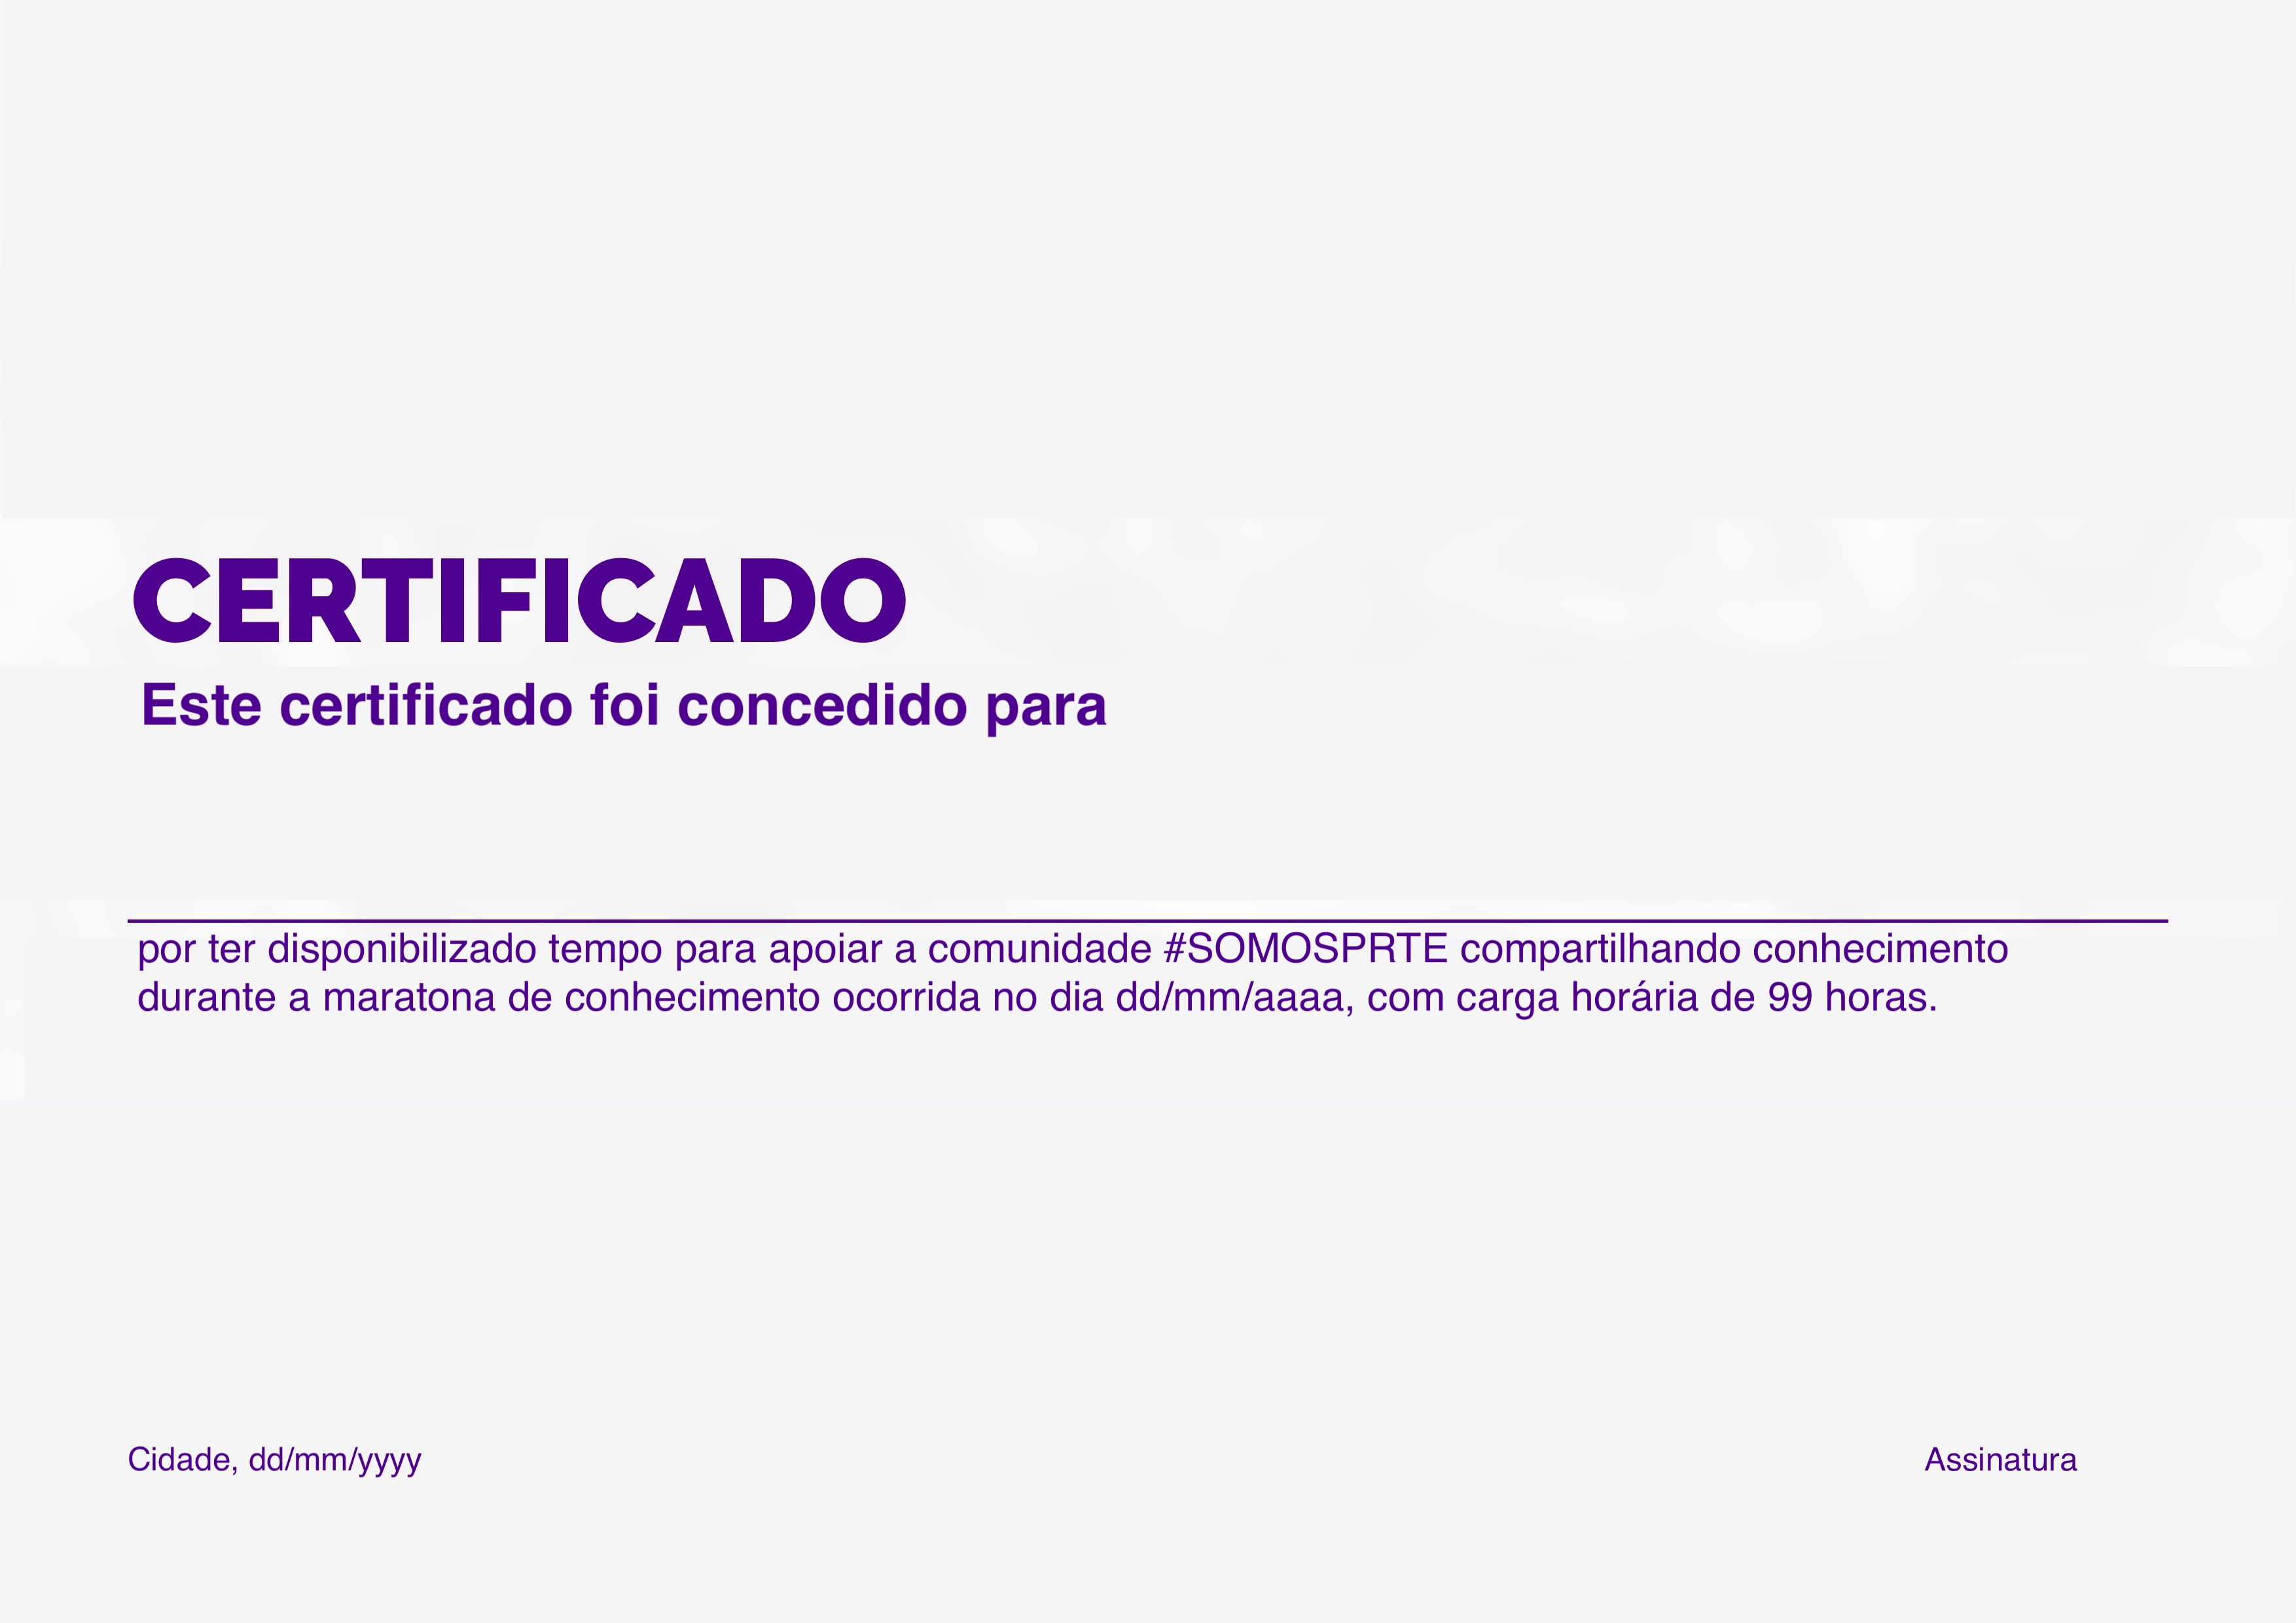 CERTIFICADO
Este certificado foi concedido para
por ter disponibilizado tempo para apoiar a comunidade #SOMOSPRTE compartilhando conhecimento
durante a maratona de conhecimento ocorrida no dia dd/mm/aaaa, com carga horária de 99 horas.
Cidade, dd/mm/yyyy
Assinatura